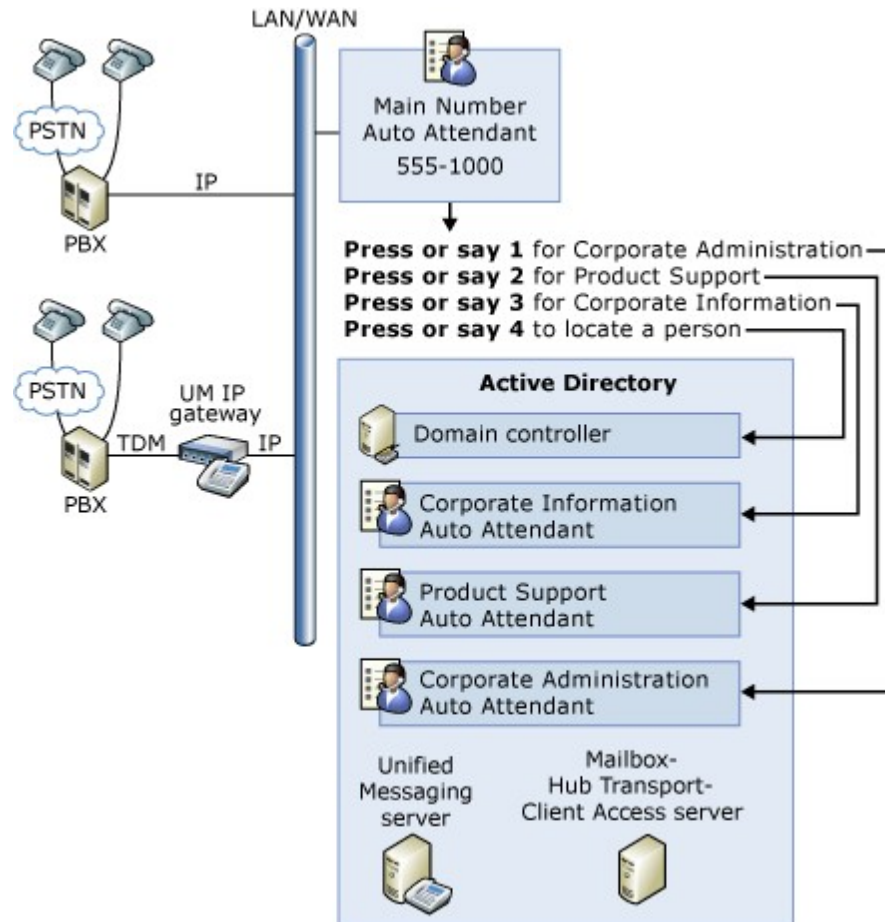 LAN/WAN
PSTN
PBX
IP
Main Number
Auto Attendant
555-1000
Press or say 1 for Corporate Administration
Press or say 2 for Product Support
Press or say 3 for Corporate Information
Press or say 4 to locate a person
PSTN
PBX
TDM
UM IP
gateway
IP
Active Directory
Domain controller
Corporate Information
Auto Attendant
Product Support
Auto Attendant
Corporate Administration
Auto Attendant
Unified
Messaging
server
Mailbox-
Hub Transport-
Client Access server